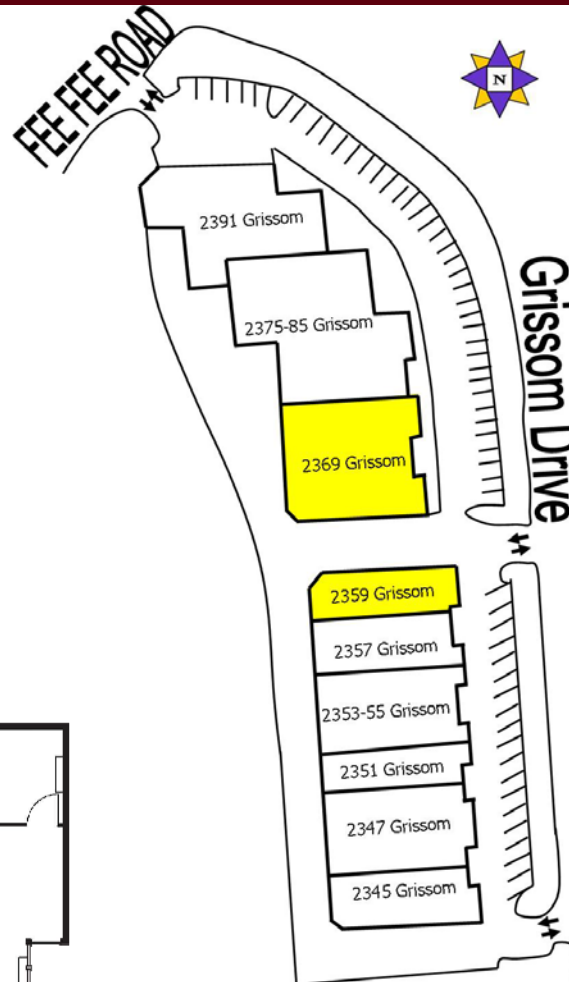 FEE FEE ROAD
N
2391 Grissom
2375-85 Grissom
Grissom Drive
2369 Grissom
2359 Grissom
2357 Grissom
2353-55 Grissom
2351 Grissom
2347 Grissom
2345 Grissom